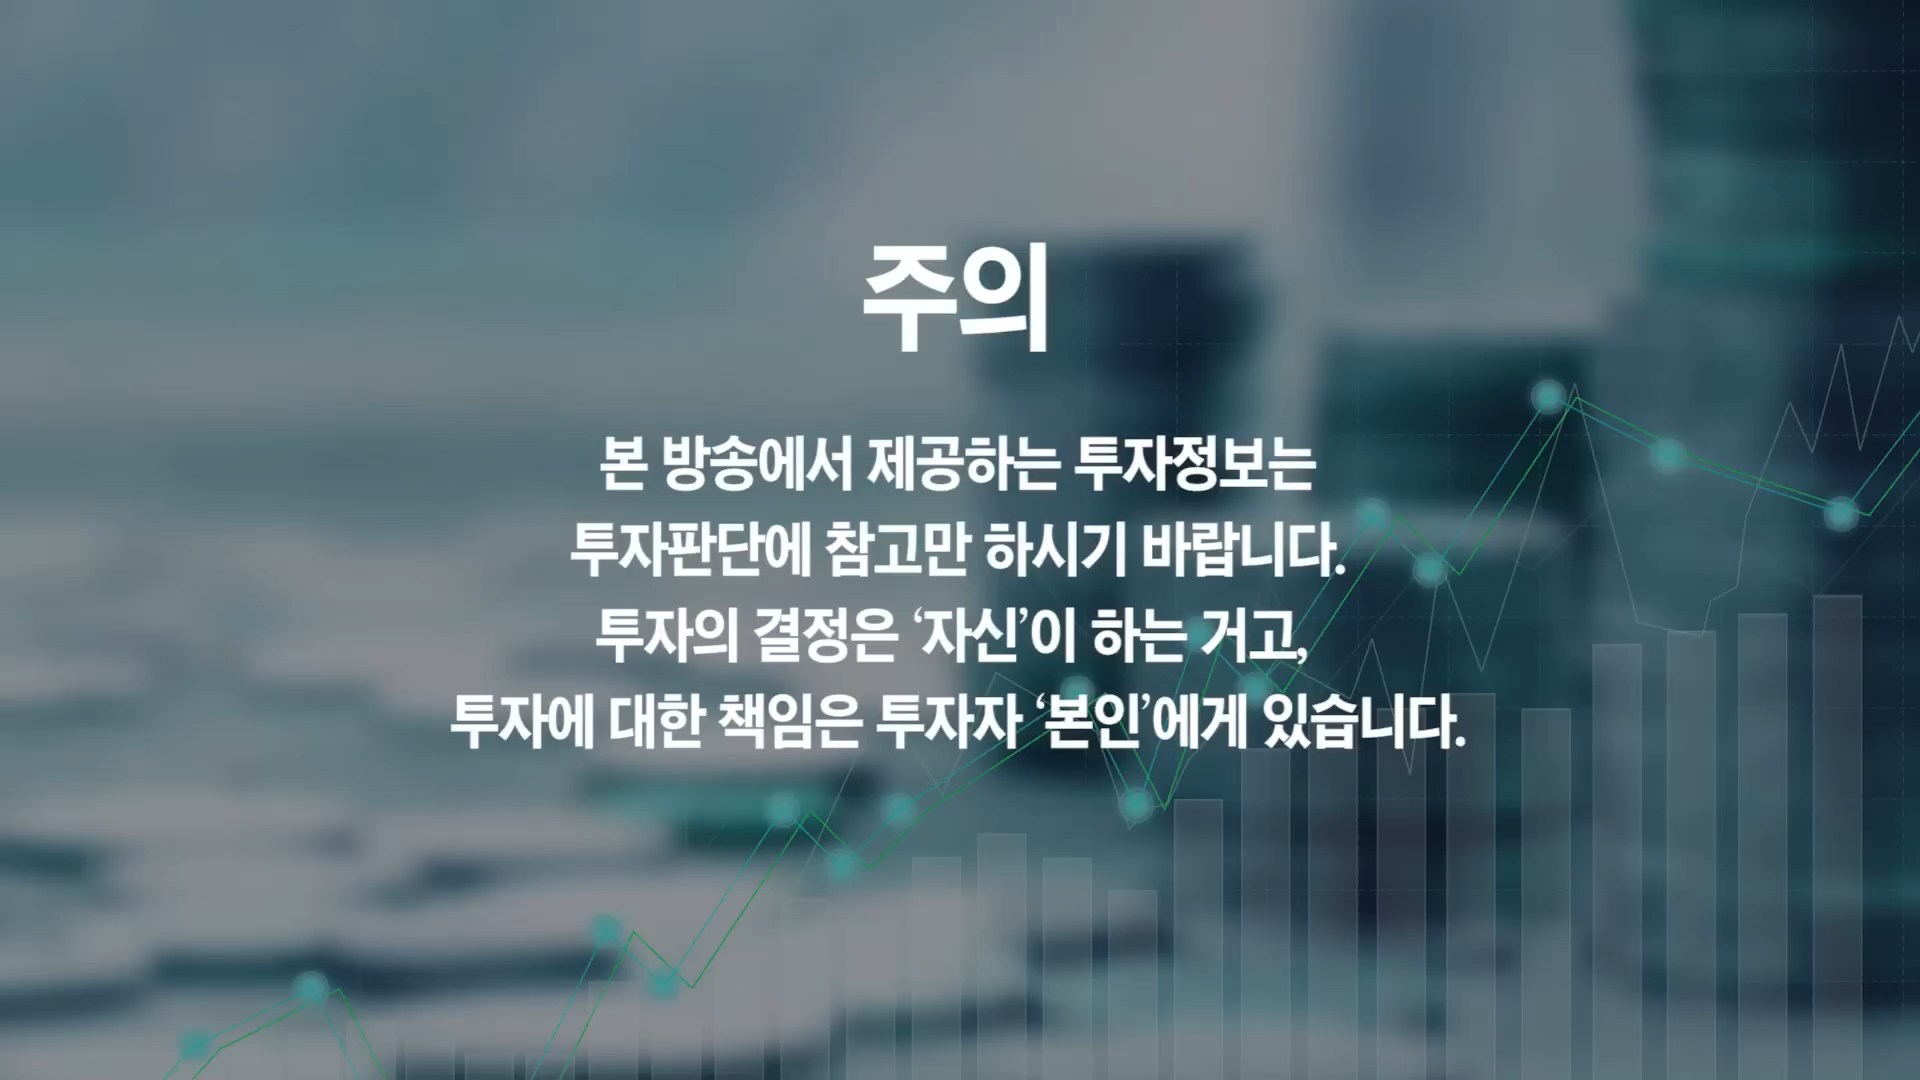 주의
본 방송에서 제공하는 투자정보는
투자판단에 참고만 하시기 바랍니다.
투자의 결정은 ‘자신’이 하는 거고,
투자에 대한 책임은 투자자 ‘본인’에게 있습니다.